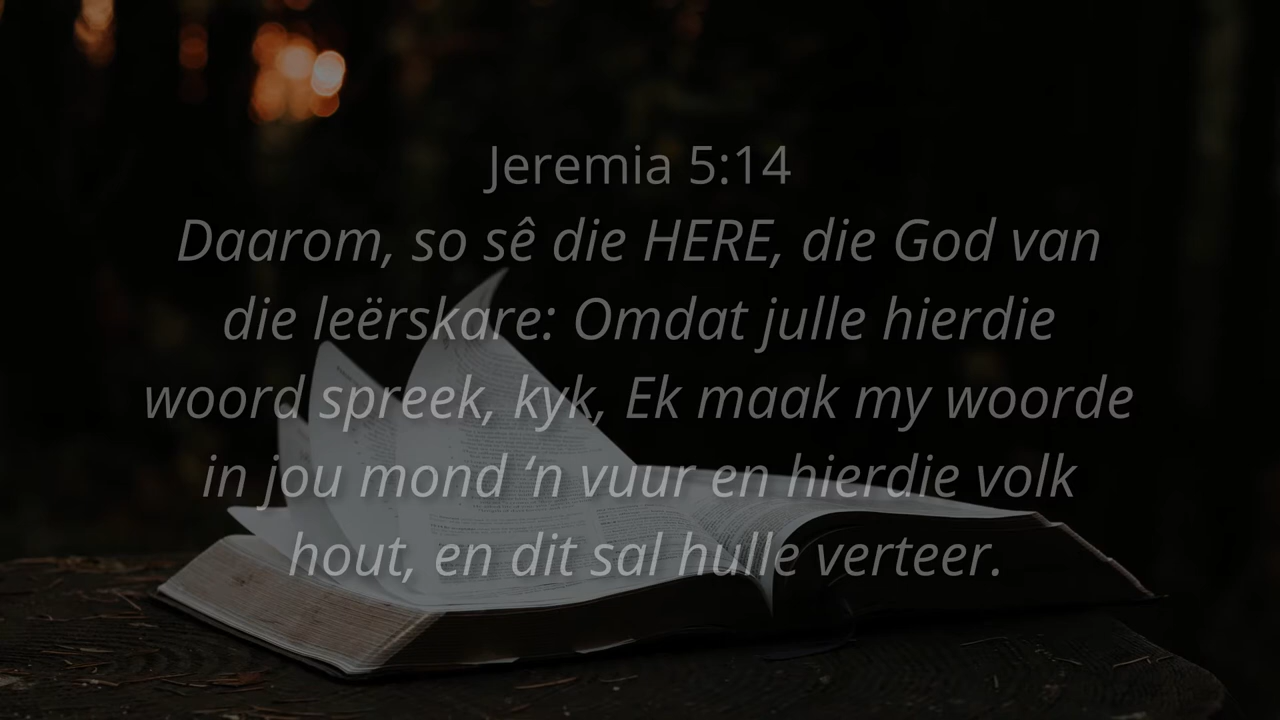 Jeremia 5:14
Daarom, so sê die HERE, die God van
die leërskare: Omdat julle hierdie
woord spreek, kyk, Ek maak my woorde
in jou mond ‘n vuur en hierdie volk
hout, en dit sal hulle verteer.